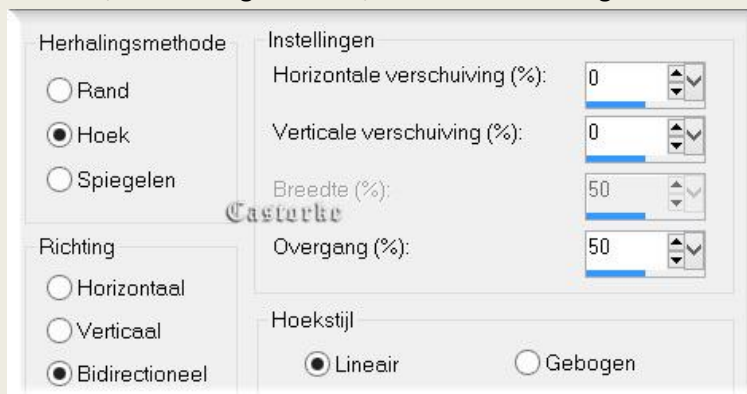 Herhalingsmethode
Rand
Hoek
Spiegelen
Richting
Horizontaal
Verticaal
Bidirectioneel
Instellingen
Horizontale verschuiving (%): 0
Verticale verschuiving (%): 0
Breedte (%): 50
Overgang (%): 50
Hoekstijl
Lineair Gebogen
Castorke